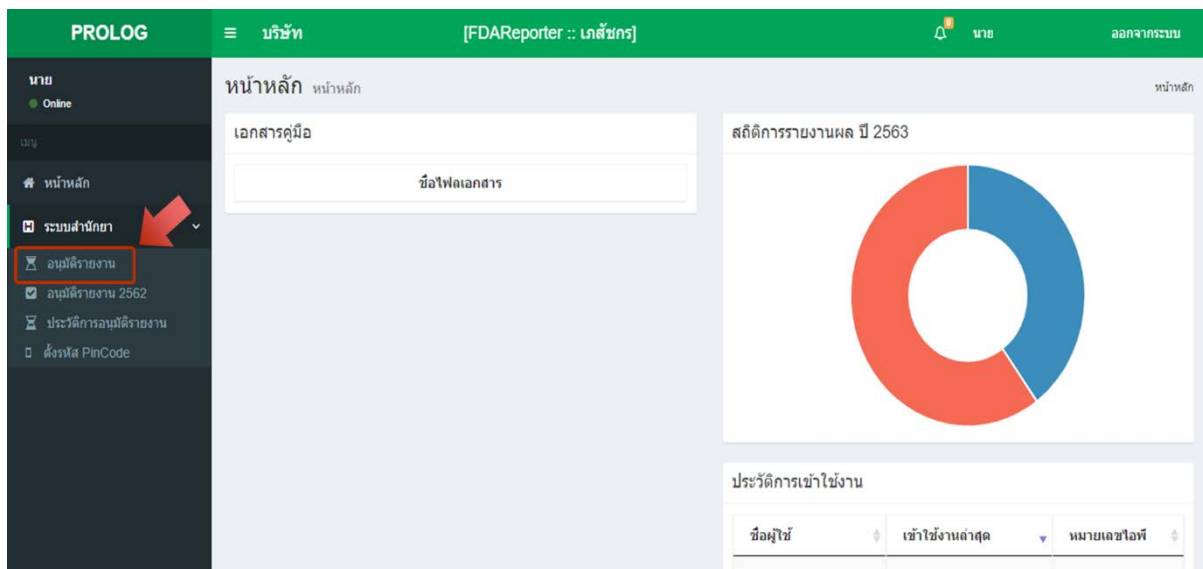 PROLOG
บริษัท
[FDAReporter :: เภสัชกร]
นาย
ออกจากระบบ
นาย
Online
เมนู
หน้าหลัก
ระบบสำนักยา
อนุมัติรายงาน
อนุมัติรายงาน 2562
ประวัติการอนุมัติรายงาน
ตั้งรหัส PinCode
หน้าหลัก หน้าหลัก
หน้าหลัก
เอกสารคู่มือ
ชื่อไฟลเอกสาร
สถิติการรายงานผล ปี 2563
ประวัติการเข้าใช้งาน
ชื่อผู้ใช้ เข้าใช้งานล่าสุด หมายเลขไอพี